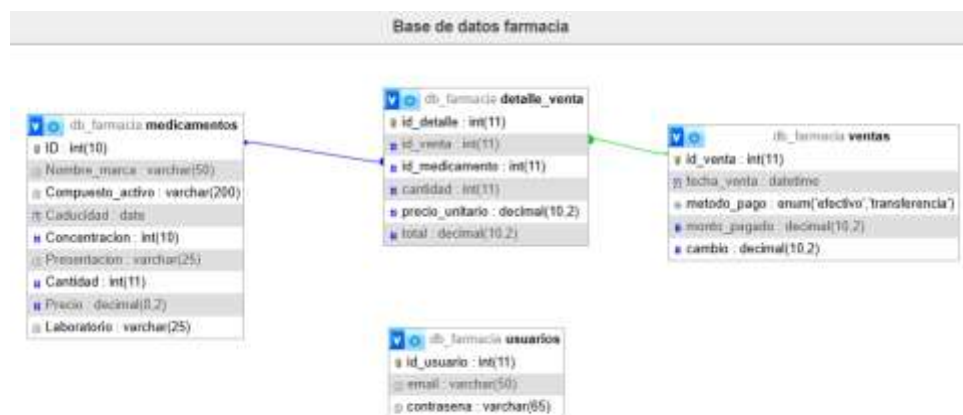 Base de datos farmacia
db_farmacia medicamentos
ID : int(10)
Nombre_marca : varchar(50)
Compuesto_activo : varchar(200)
Caducidad : date
Concentracion : int(10)
Presentacion : varchar(25)
Cantidad : int(11)
Precio : decimal(8,2)
Laboratorio : varchar(25)
db_farmacia detalle_venta
id_detalle : int(11)
id_venta : int(11)
id_medicamento : int(11)
cantidad : int(11)
precio_unitario : decimal(10,2)
total : decimal(10,2)
db_farmacia ventas
id_venta : int(11)
fecha_venta : datetime
metodo_pago : enum('efectivo','transferencia')
monto_pagado : decimal(10,2)
cambio : decimal(10,2)
db_farmacia usuarios
id_usuario : int(11)
email : varchar(50)
contrasena : varchar(65)